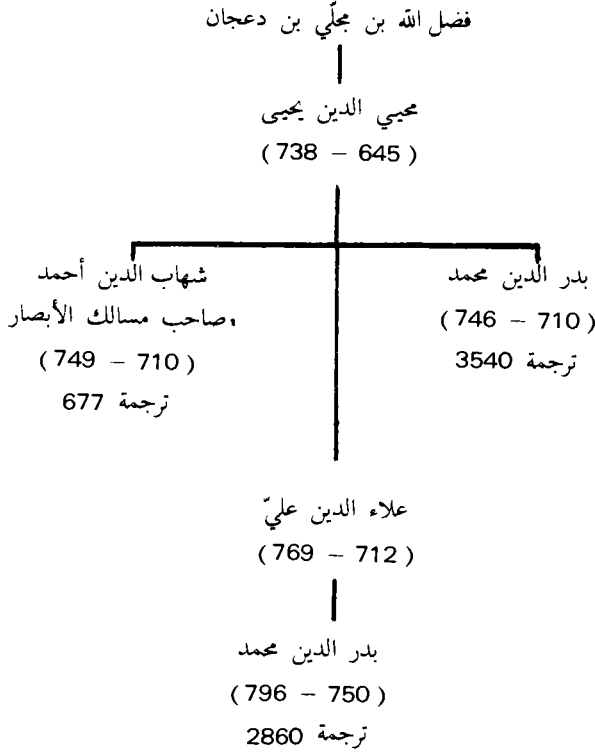 فضل الله بن مجلّي بن دعجان
محيي الدين يحيى
(645 – 738)
بدر الدين محمد
(710 – 746)
ترجمة 3540
شهاب الدين أحمد
صاحب مسالك الأبصار
(710 – 749)
ترجمة 677
علاء الدين عليّ
(712 – 769)
بدر الدين محمد
(750 – 796)
ترجمة 2860